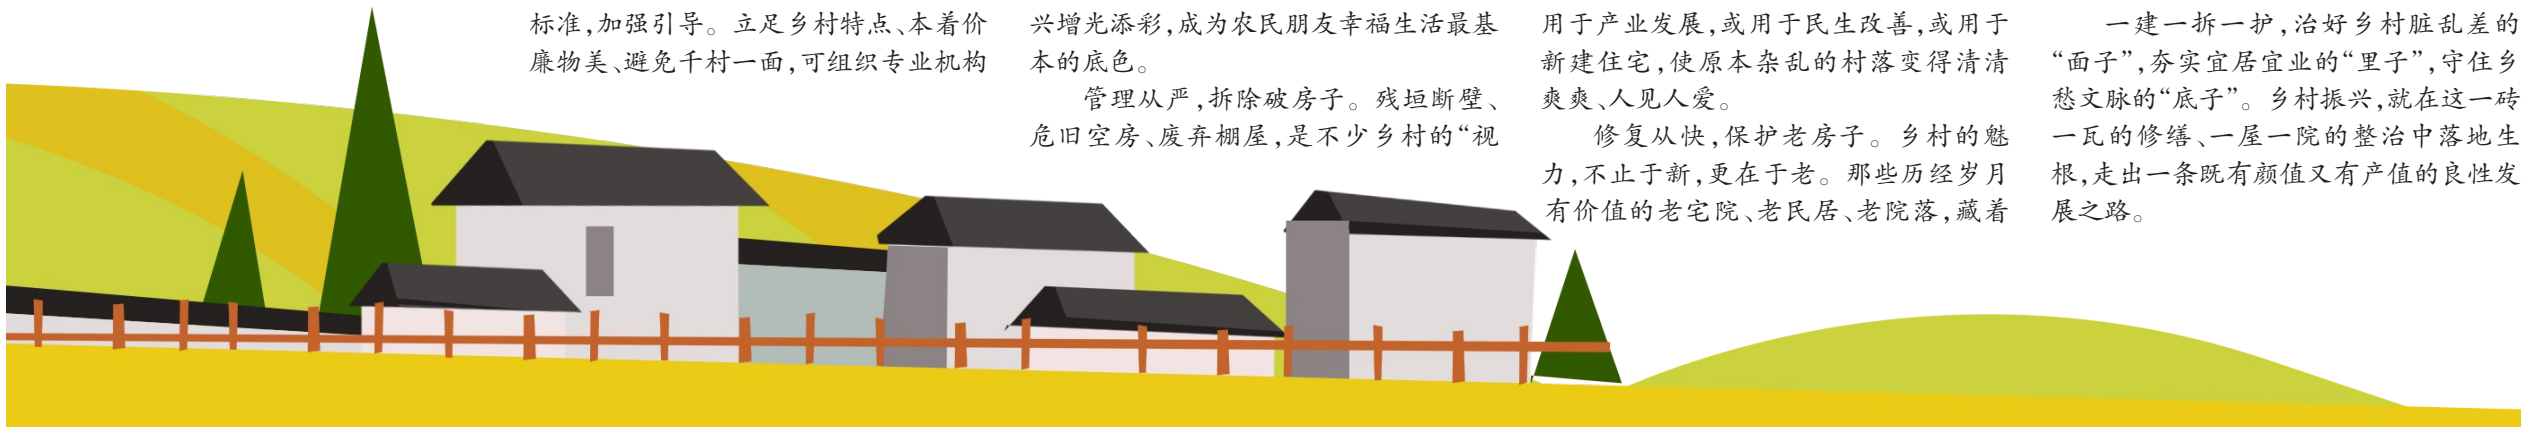 标准,加强引导。立足乡村特点、本着价
廉物美、避免千村一面,可组织专业机构
兴增光添彩,成为农民朋友幸福生活最基
本的底色。
管理从严,拆除破房子。残垣断壁、
危旧空房、废弃棚屋,是不少乡村的“视
用于产业发展,或用于民生改善,或用于
新建住宅,使原本杂乱的村落变得清清
爽爽、人见人爱。
修复从快,保护老房子。乡村的魅
力,不止于新,更在于老。那些历经岁月
有价值的老宅院、老民居、老院落,藏着
一建一拆一护,治好乡村脏乱差的
“面子”,夯实宜居宜业的“里子”,守住乡
愁文脉的“底子”。乡村振兴,就在这一砖
一瓦的修缮、一屋一院的整治中落地生
根,走出一条既有颜值又有产值的良性发
展之路。